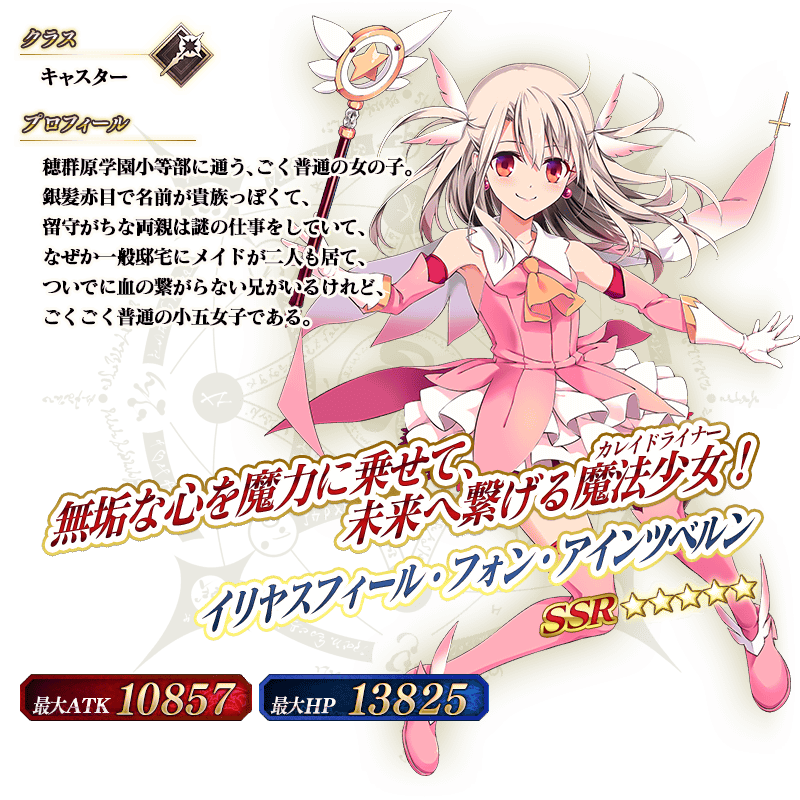 クラス
キャスター
プロフィール
穂群原学園小等部に通う、ごく普通の女の子。
銀髪赤目で名前が貴族っぽくて、
留守がちな両親は謎の仕事をしていて、
なぜか一般邸宅にメイドが二人も居て、
ついでに血の繋がらない兄がいるけれど、
ごくごく普通の小五女子である。
無垢な心を魔力に乗せて、
カレイドライナー
未来へ繋げる魔法少女！
イリヤスフィール・フォン・アインツベルン
SSR ☆☆☆☆☆
最大ATK 10857
最大HP 13825